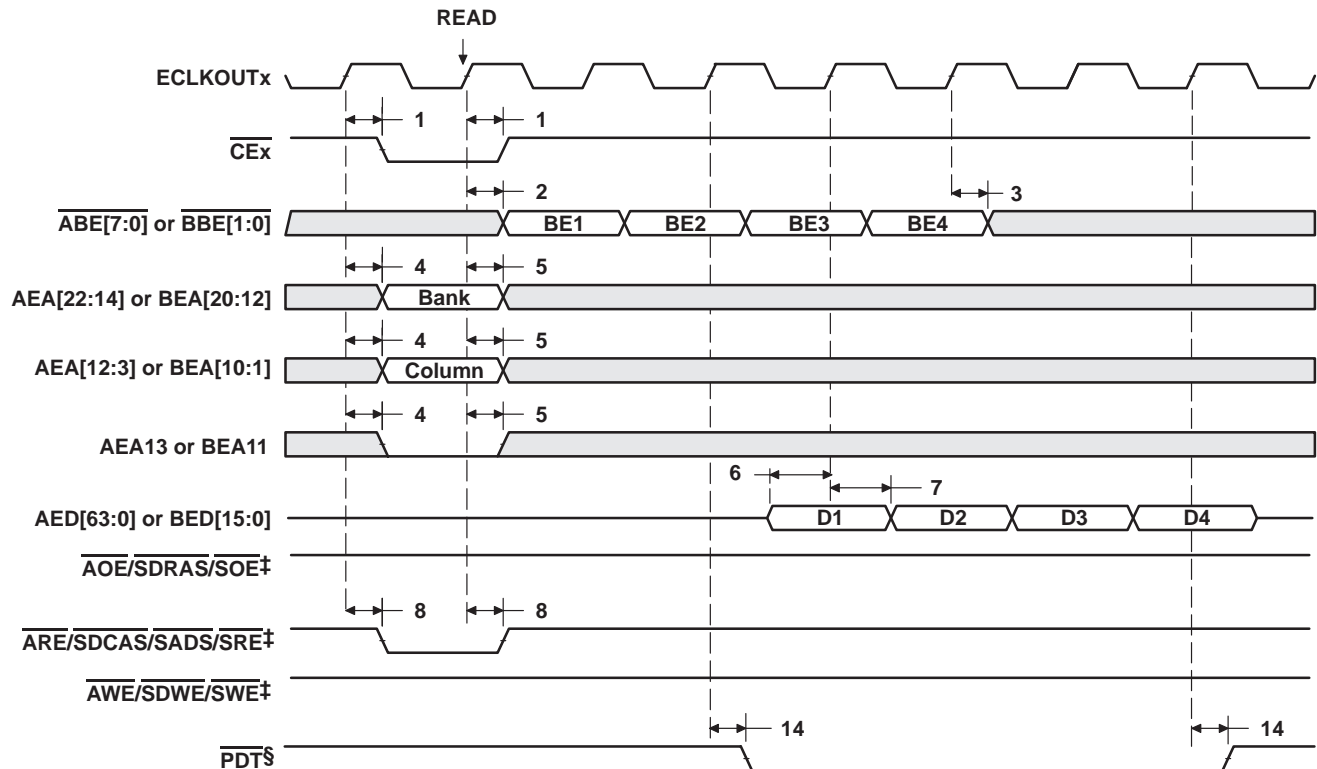 READ
ECLKOUTx
1 1
CEx
2 3
ABE[7:0] or BBE[1:0] BE1 BE2 BE3 BE4
4 5
AEA[22:14] or BEA[20:12] Bank
4 5
AEA[12:3] or BEA[10:1] Column
4 5
AEA13 or BEA11
6 7
AED[63:0] or BED[15:0] D1 D2 D3 D4
AOE/SDRAS/SOE‡
8 8
ARE/SDCAS/SADS/SRE‡
AWE/SDWE/SWE‡
14 14
PDT§